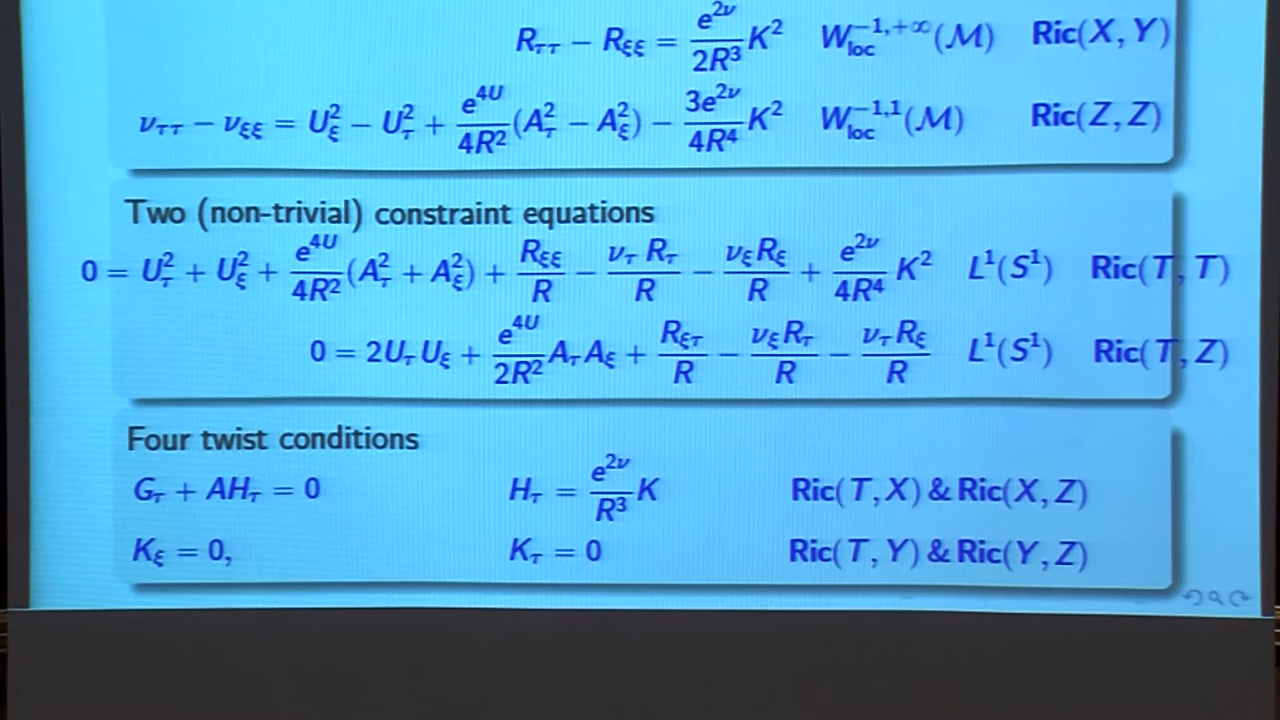 R_{ττ} − R_{ξξ} = \frac{e^{2ν}}{2R^3} K^2 W^{-1,+∞}_{loc}(M) Ric(X, Y)
ν_{ττ} − ν_{ξξ} = U_ξ^2 − U_τ^2 + \frac{e^{4U}}{4R^2}(A_τ^2 − A_ξ^2) − \frac{3e^{2ν}}{4R^4} K^2 W^{-1,1}_{loc}(M) Ric(Z, Z)
Two (non-trivial) constraint equations
0 = U_τ^2 + U_ξ^2 + \frac{e^{4U}}{4R^2}(A_τ^2 + A_ξ^2) + \frac{R_{ξξ}}{R} − \frac{ν_τ R_τ}{R} − \frac{ν_ξ R_ξ}{R} + \frac{e^{2ν}}{4R^4} K^2 L^1(S^1) Ric(T, T)
0 = 2U_τ U_ξ + \frac{e^{4U}}{2R^2} A_τ A_ξ + \frac{R_{ξτ}}{R} − \frac{ν_ξ R_τ}{R} − \frac{ν_τ R_ξ}{R} L^1(S^1) Ric(T, Z)
Four twist conditions
G_τ + AH_τ = 0 H_τ = \frac{e^{2ν}}{R^3} K Ric(T, X) & Ric(X, Z)
K_ξ = 0, K_τ = 0 Ric(T, Y) & Ric(Y, Z)